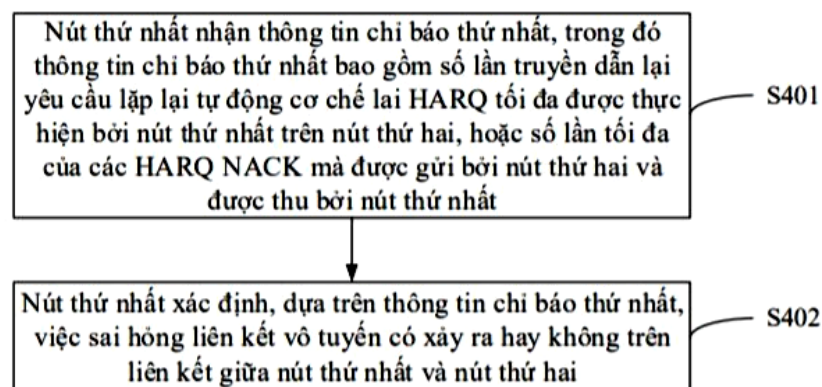 Nút thứ nhất nhận thông tin chỉ báo thứ nhất, trong đó
thông tin chỉ báo thứ nhất bao gồm số lần truyền dẫn lại
yêu cầu lặp lại tự động cơ chế lai HARQ tối đa được thực
hiện bởi nút thứ nhất trên nút thứ hai, hoặc số lần tối đa
của các HARQ NACK mà được gửi bởi nút thứ hai và
được thu bởi nút thứ nhất
S401
Nút thứ nhất xác định, dựa trên thông tin chỉ báo thứ nhất,
việc sai hỏng liên kết vô tuyến có xảy ra hay không trên
liên kết giữa nút thứ nhất và nút thứ hai
S402